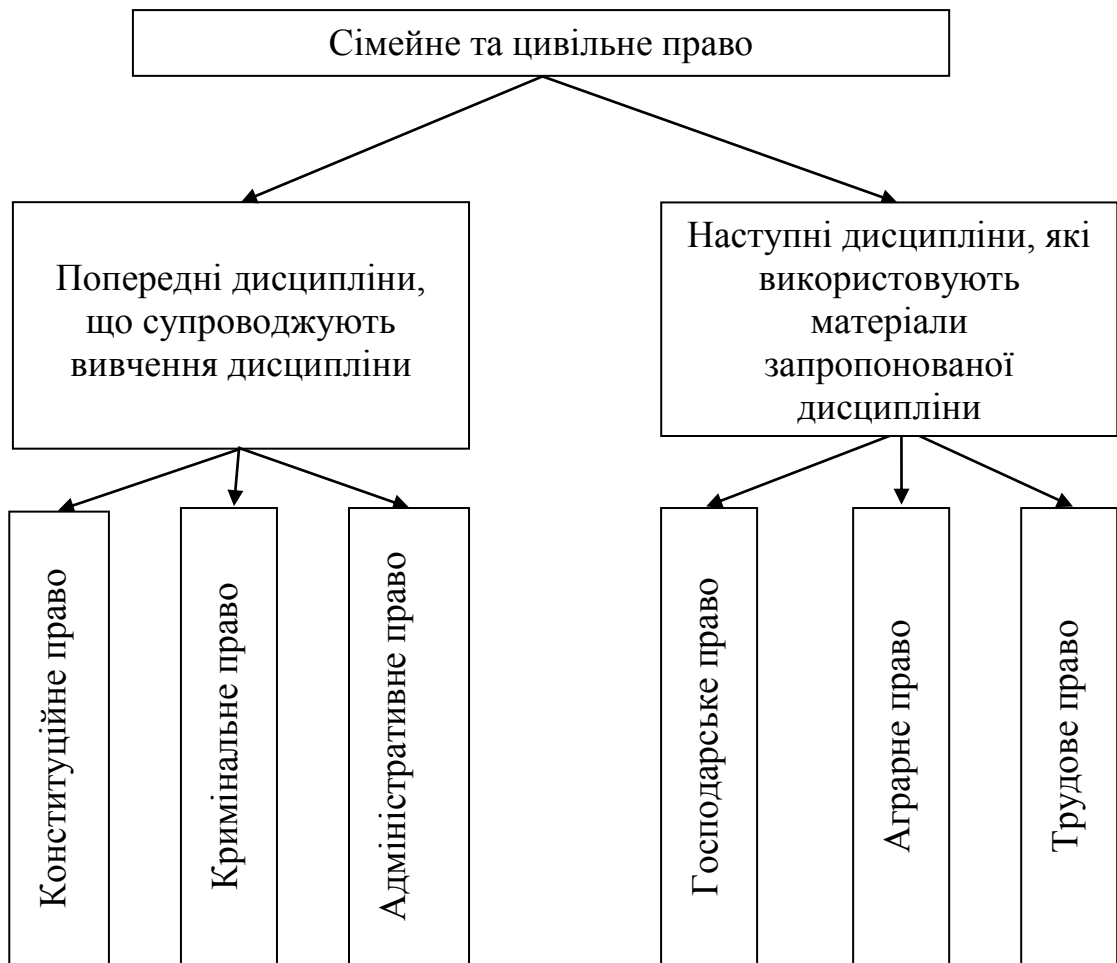 Сімейне та цивільне право
Попередні дисципліни,
що супроводжують
вивчення дисципліни
Наступні дисципліни, які
використовують
матеріали
запропонованої
дисципліни
Конституційне право
Кримінальне право
Адміністративне право
Господарське право
Аграрне право
Трудове право